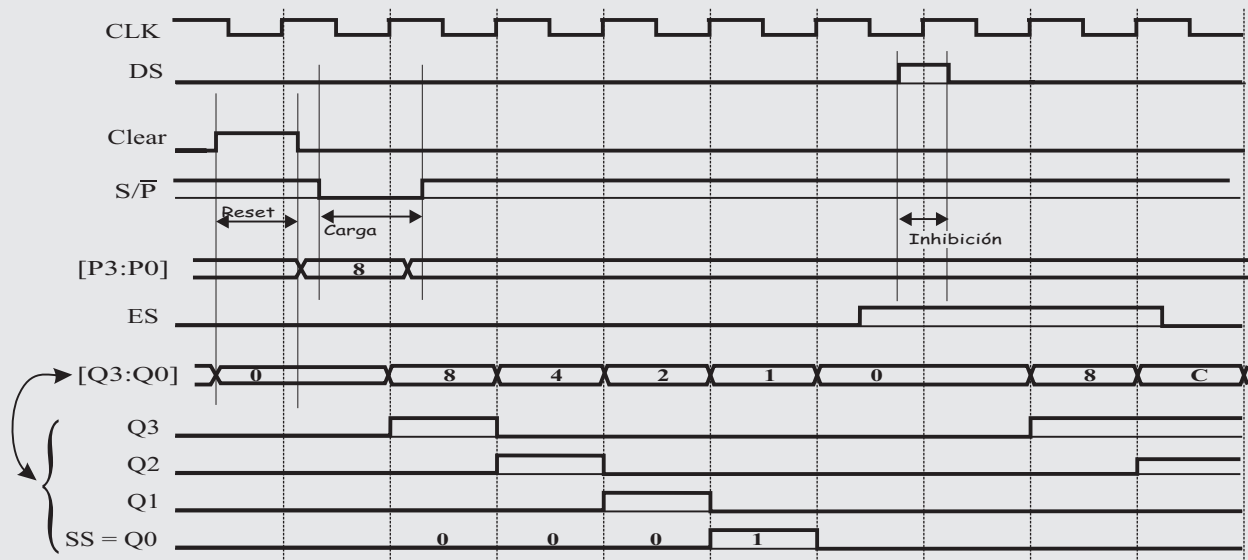 CLK
DS
Clear
S/P̅
Reset
Carga
Inhibición
[P3:P0] 8
ES
[Q3:Q0] 0 8 4 2 1 0 8 C
Q3
Q2
Q1
SS = Q0 0 0 0 1